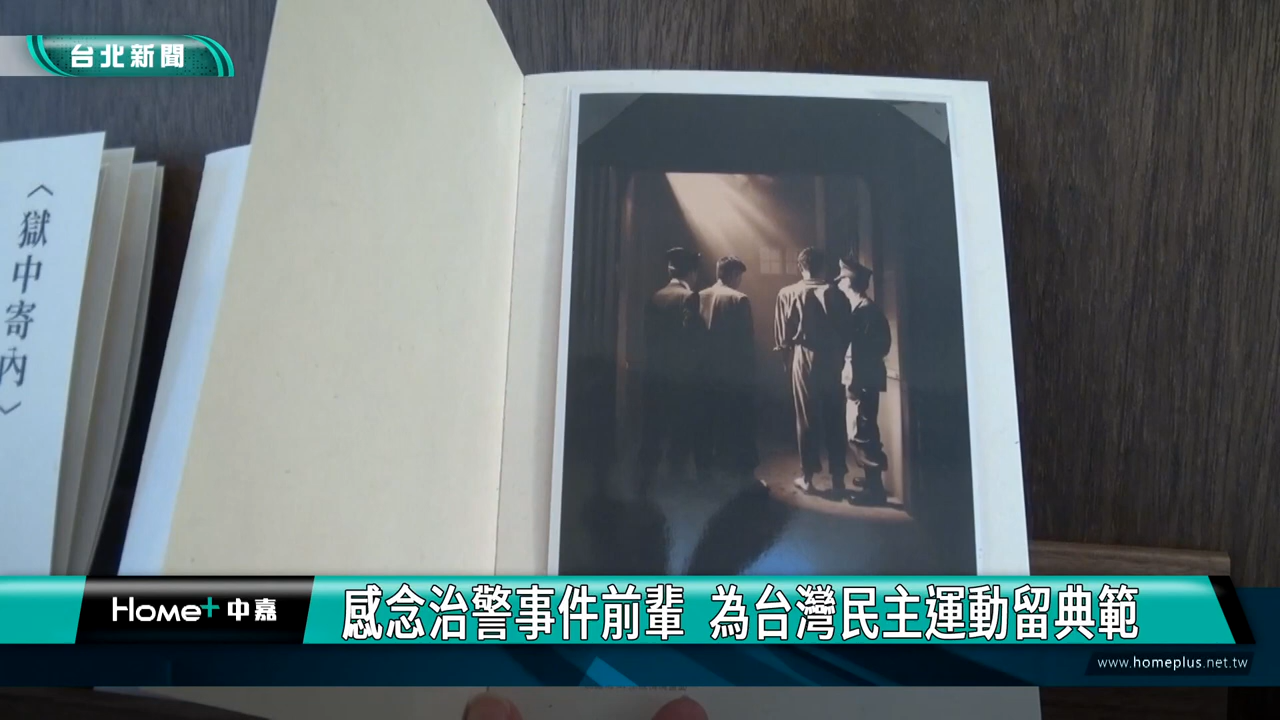 台北新聞
〈獄中寄內〉
Home+中嘉
感念治警事件前輩 為台灣民主運動留典範
www.homeplus.net.tw